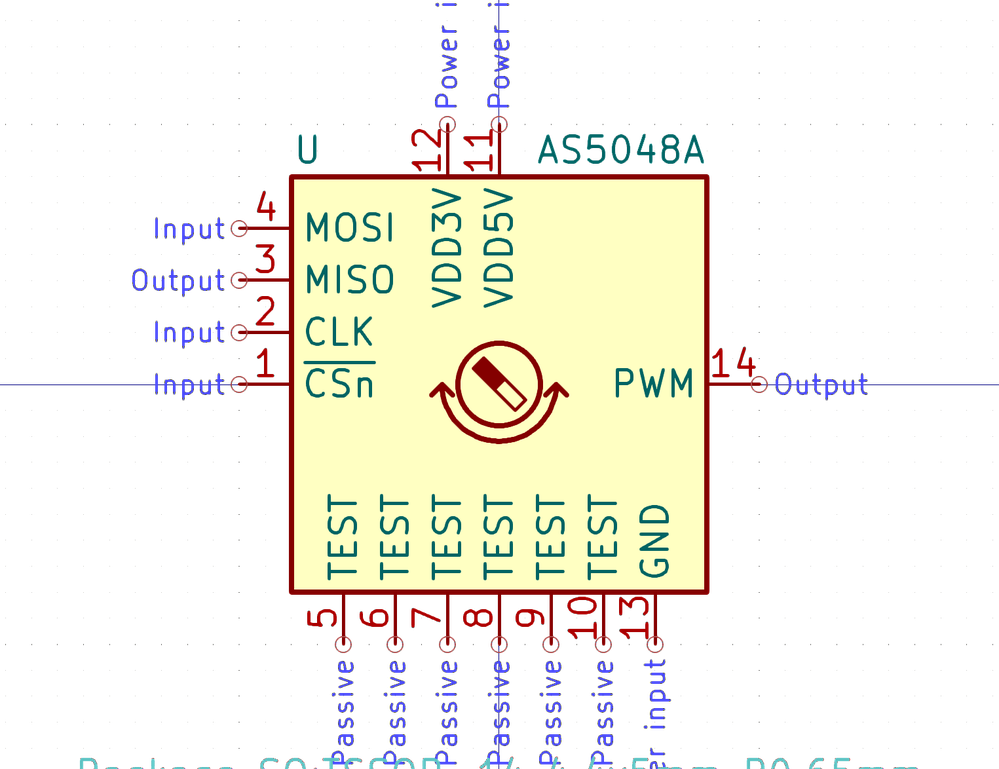 Power i
Power i
12
11
U
AS5048A
VDD3V
VDD5V
Input
4
MOSI
Output
3
MISO
Input
2
CLK
Input
1
CSn
PWM
14
Output
TEST
TEST
TEST
TEST
TEST
TEST
GND
5
6
7
8
9
10
13
Passive
Passive
Passive
Passive
Passive
Passive
er input